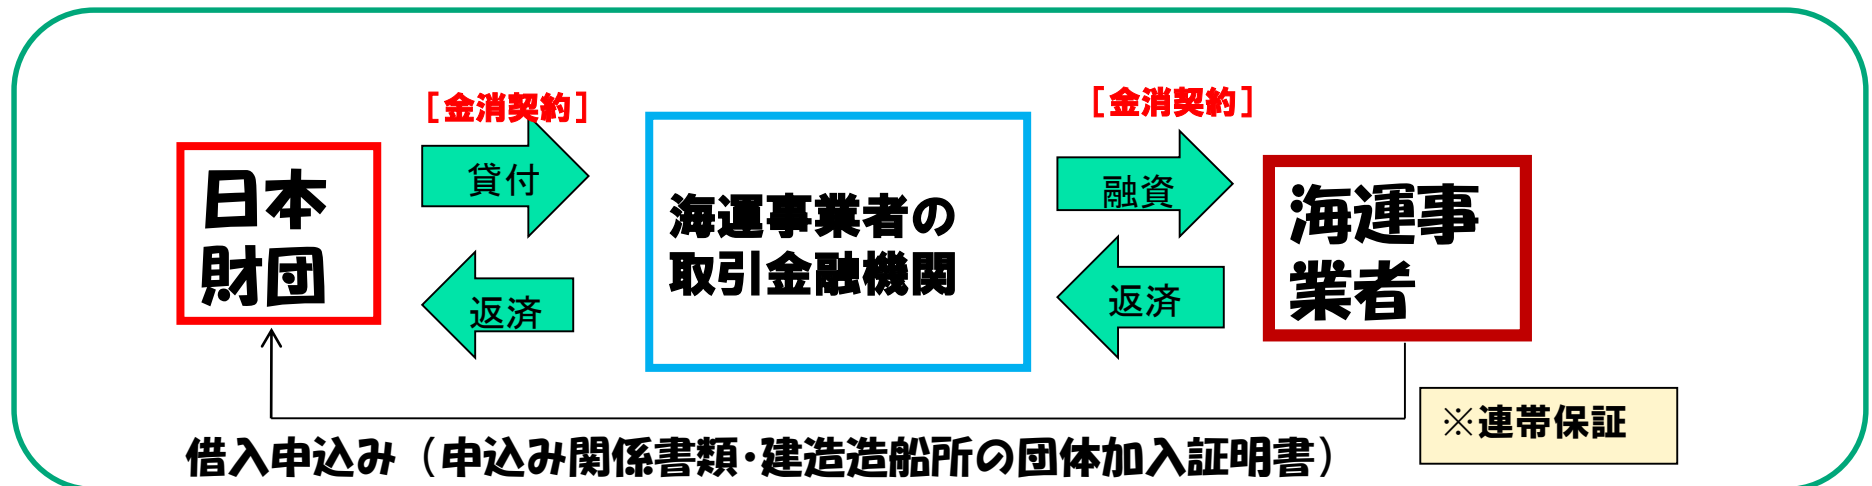 [金消契約]
[金消契約]
日本
財団
貸付
返済
海運事業者の
取引金融機関
融資
返済
海運事
業者
※連帯保証
借入申込み（申込み関係書類・建造造船所の団体加入証明書）